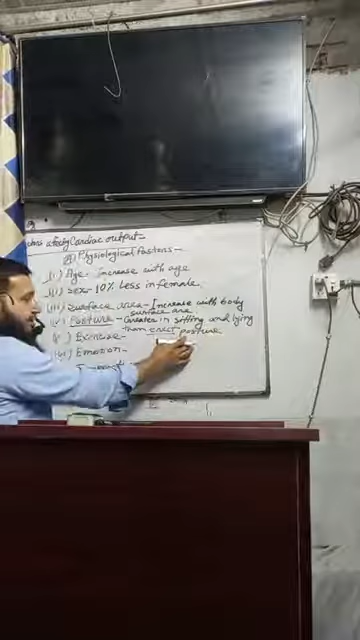 affecting Cardiac output-
(A) Physiological Factors-
(i) Age- Increase with age
(ii) Sex- 10% Less in female.
(iii) Surface area- Increase with body
surface are
(iv) Posture- Greater in sitting and lying
than erect posture
(v) Exercise-
(vi) Emotion-